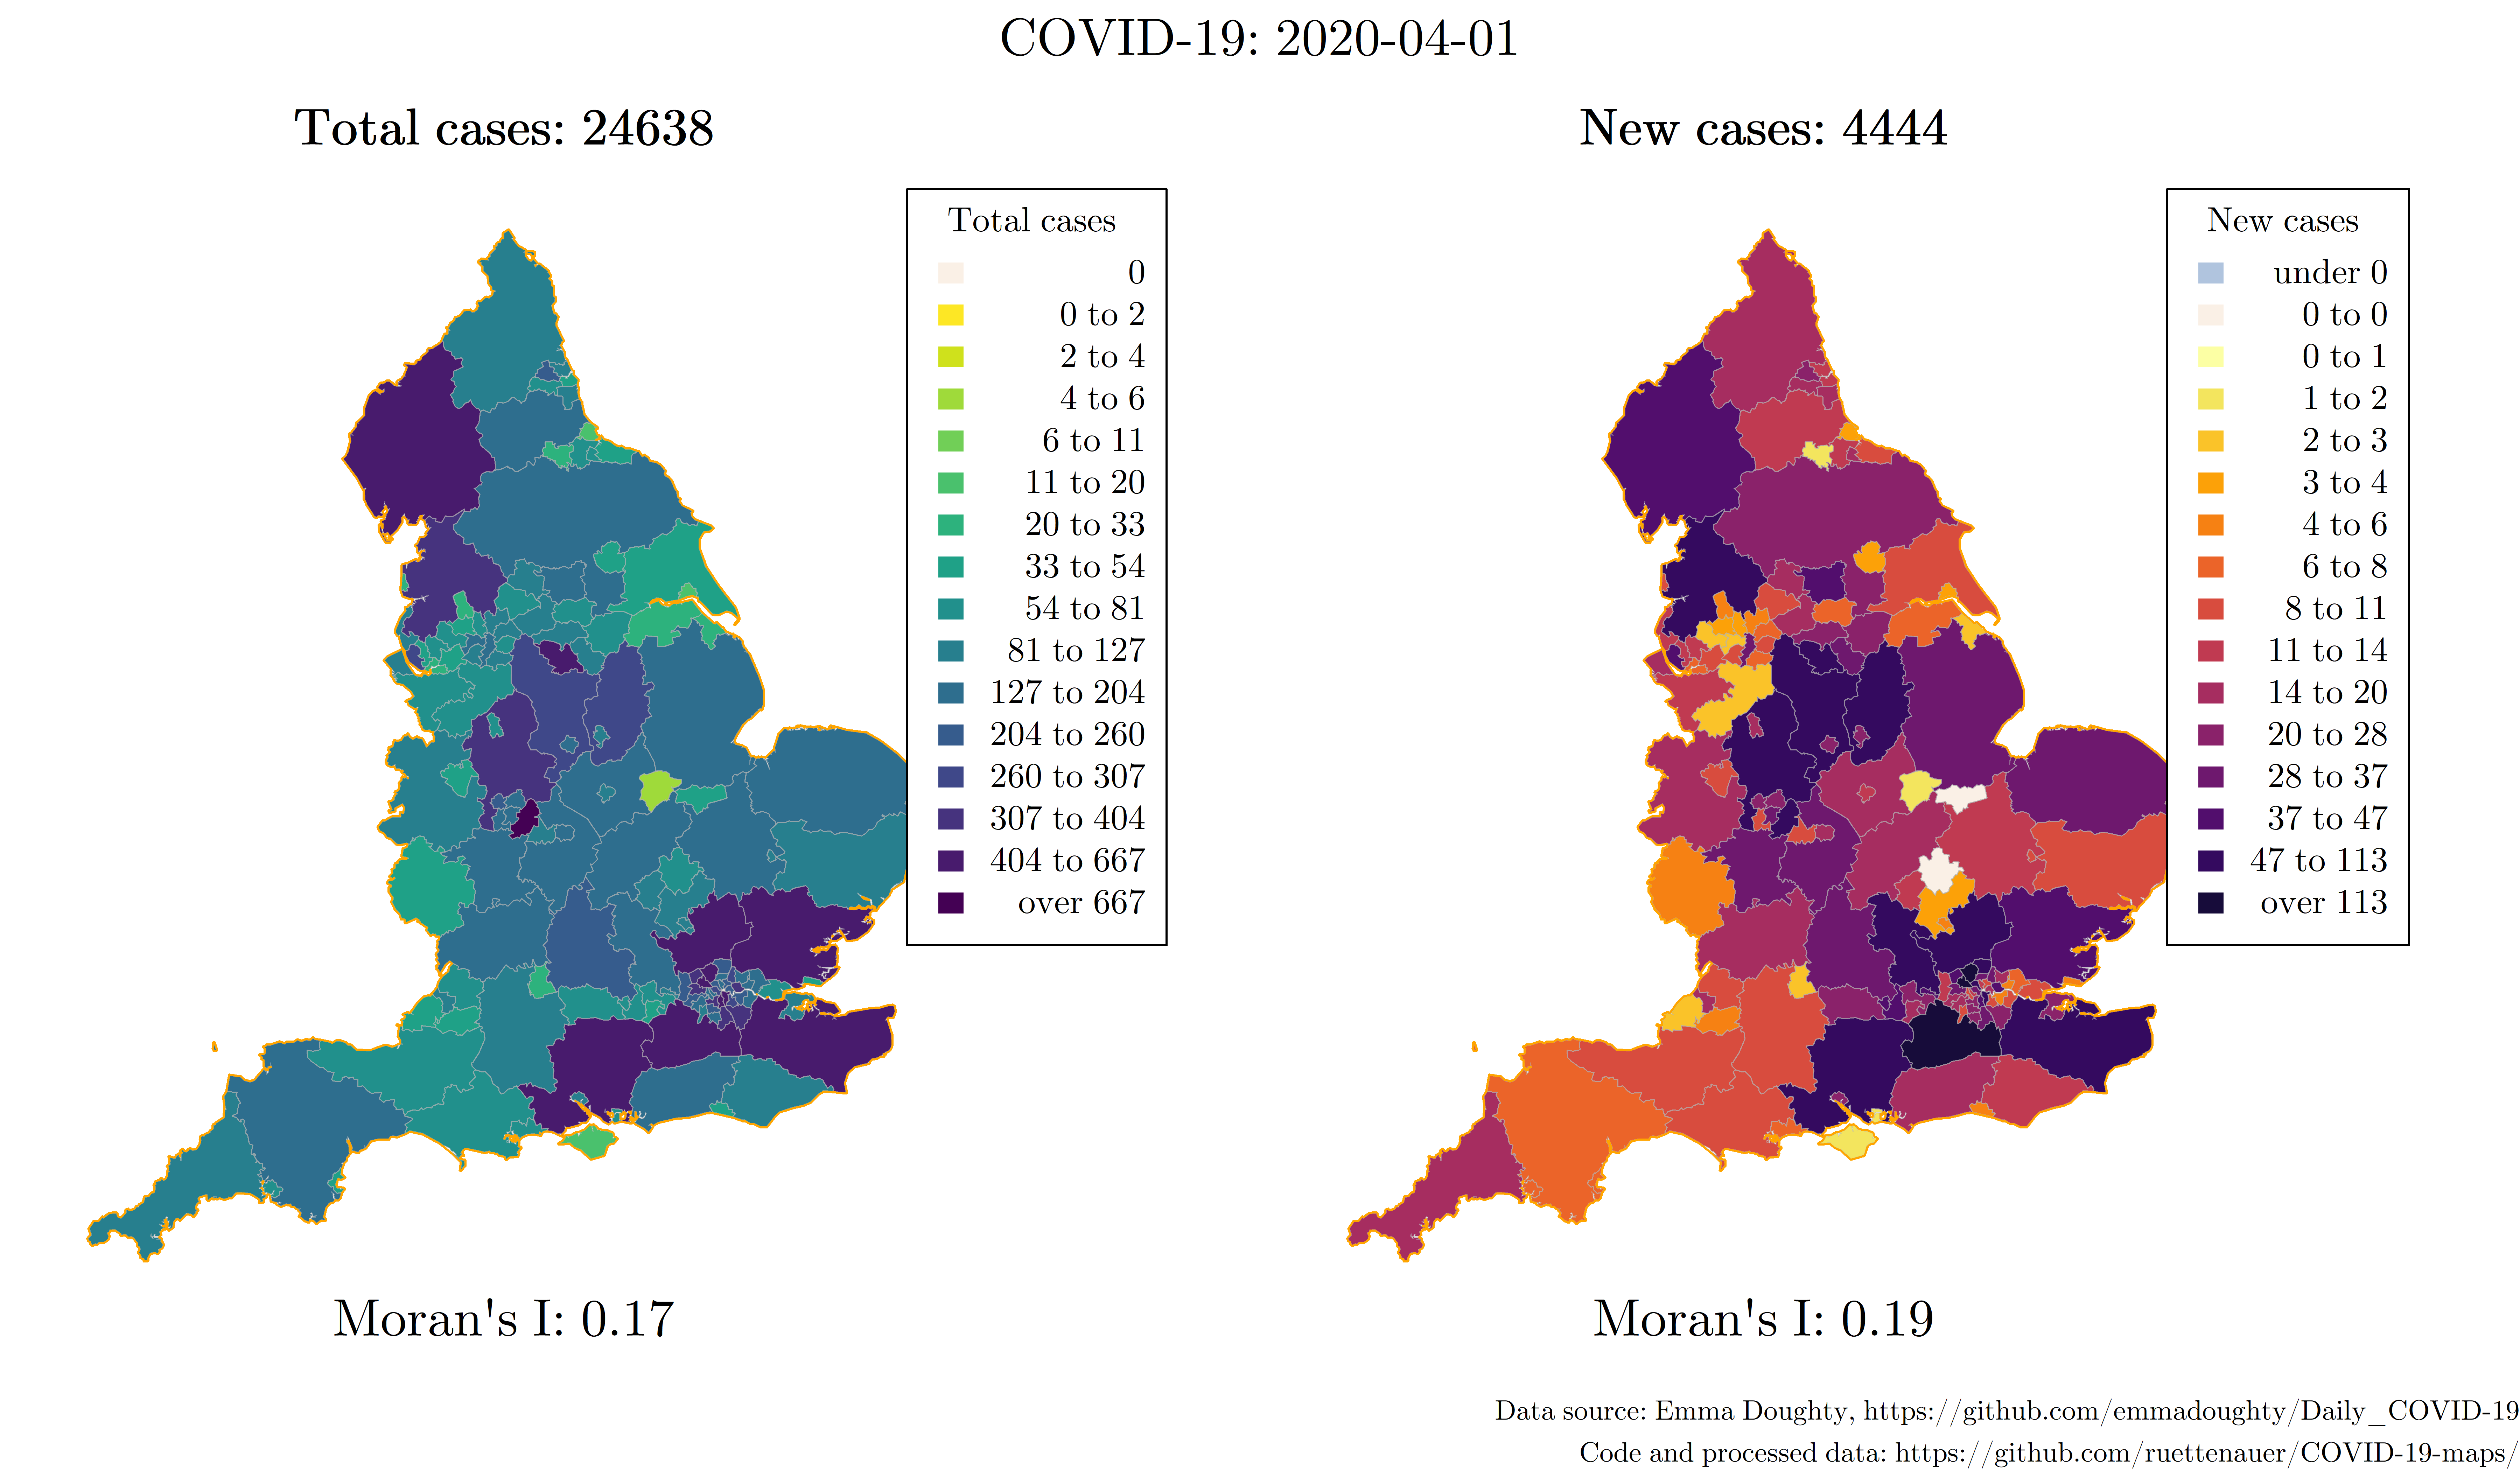 COVID-19: 2020-04-01
Total cases: 24638
New cases: 4444
Total cases
0
0 to 2
2 to 4
4 to 6
6 to 11
11 to 20
20 to 33
33 to 54
54 to 81
81 to 127
127 to 204
204 to 260
260 to 307
307 to 404
404 to 667
over 667
New cases
under 0
0 to 0
0 to 1
1 to 2
2 to 3
3 to 4
4 to 6
6 to 8
8 to 11
11 to 14
14 to 20
20 to 28
28 to 37
37 to 47
47 to 113
over 113
Moran's I: 0.17
Moran's I: 0.19
Data source: Emma Doughty, https://github.com/emmadoughty/Daily_COVID-19
Code and processed data: https://github.com/ruettenauer/COVID-19-maps/